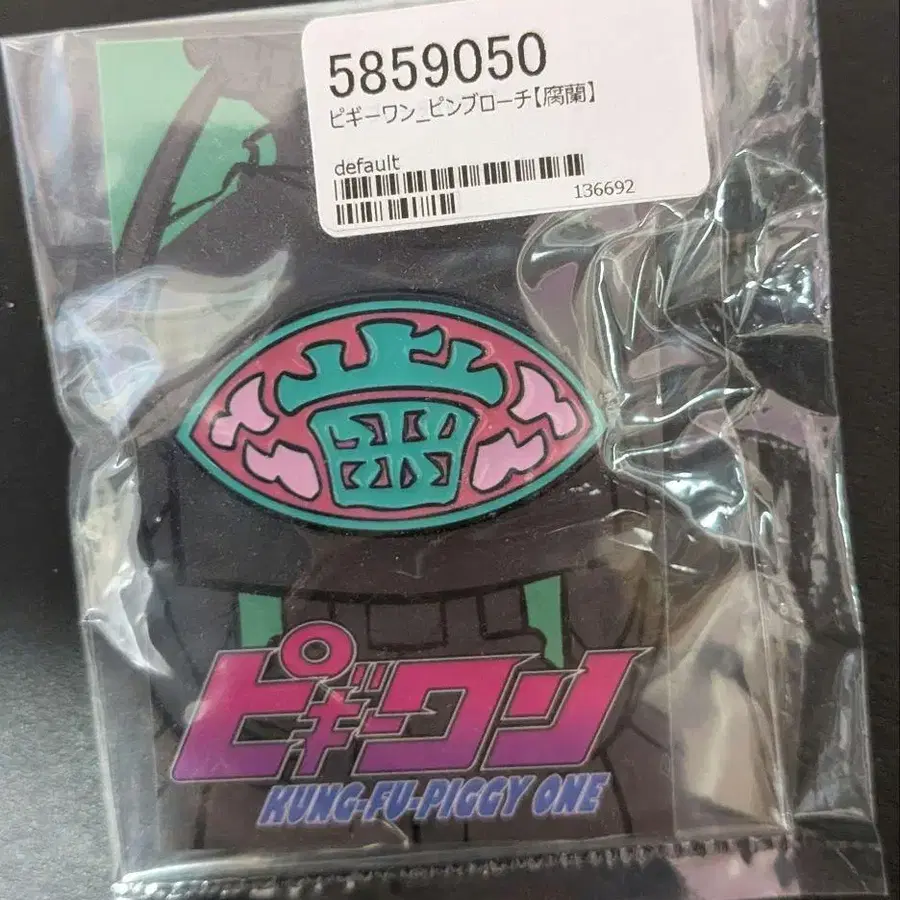 5859050
ピギーワン_ピンブローチ【腐蘭】
default
136692
ピギーワン
KUNG-FU-PIGGY ONE